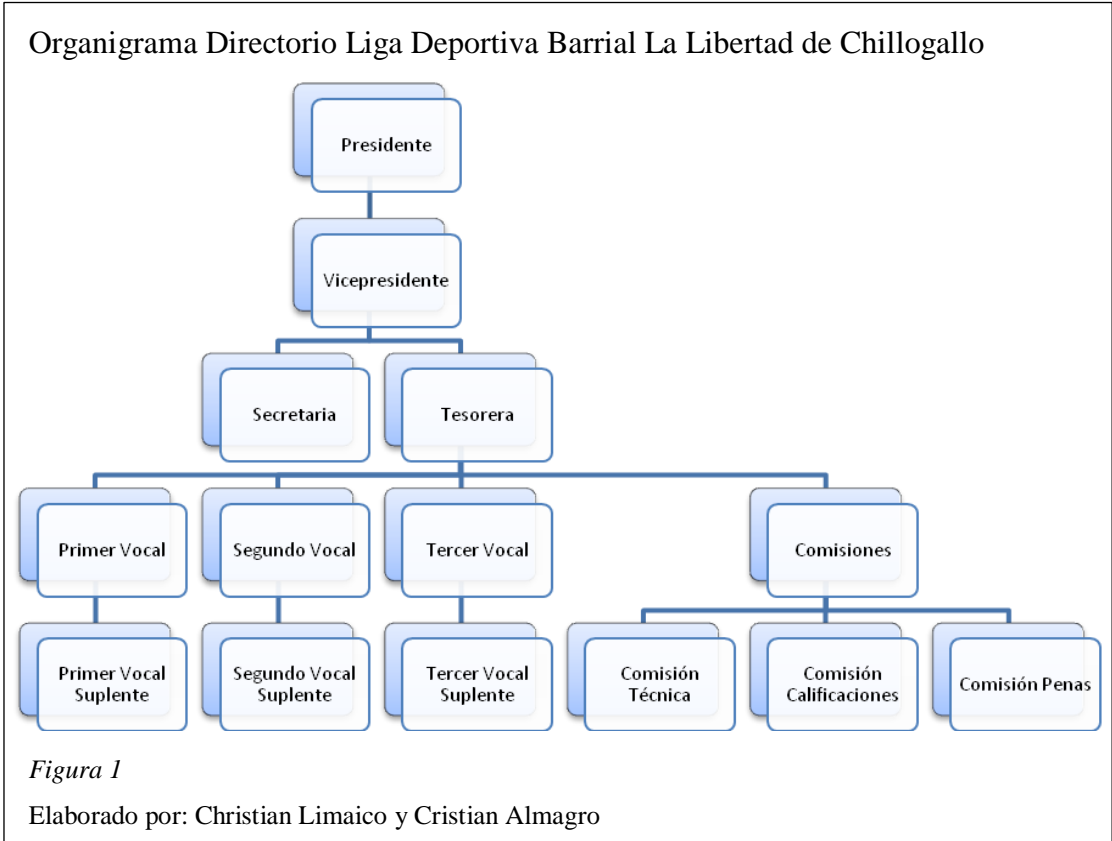 Organigrama Directorio Liga Deportiva Barrial La Libertad de Chillogallo
Presidente
Vicepresidente
Secretaria
Tesorera
Primer Vocal
Segundo Vocal
Tercer Vocal
Comisiones
Primer Vocal
Suplente
Segundo Vocal
Suplente
Tercer Vocal
Suplente
Comisión
Técnica
Comisión
Calificaciones
Comisión Penas
Figura 1
Elaborado por: Christian Limaico y Cristian Almagro